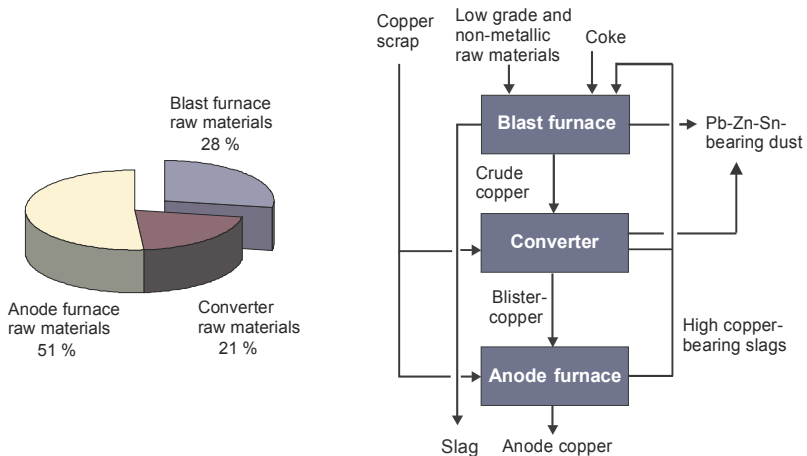 Blast furnace
raw materials
28 %
Anode furnace
raw materials
51 %
Converter
raw materials
21 %
Copper
scrap
Low grade and
non-metallic
raw materials
Coke
Blast furnace
Pb-Zn-Sn-
bearing dust
Crude
copper
Converter
Blister-
copper
High copper-
bearing slags
Anode furnace
Slag
Anode copper